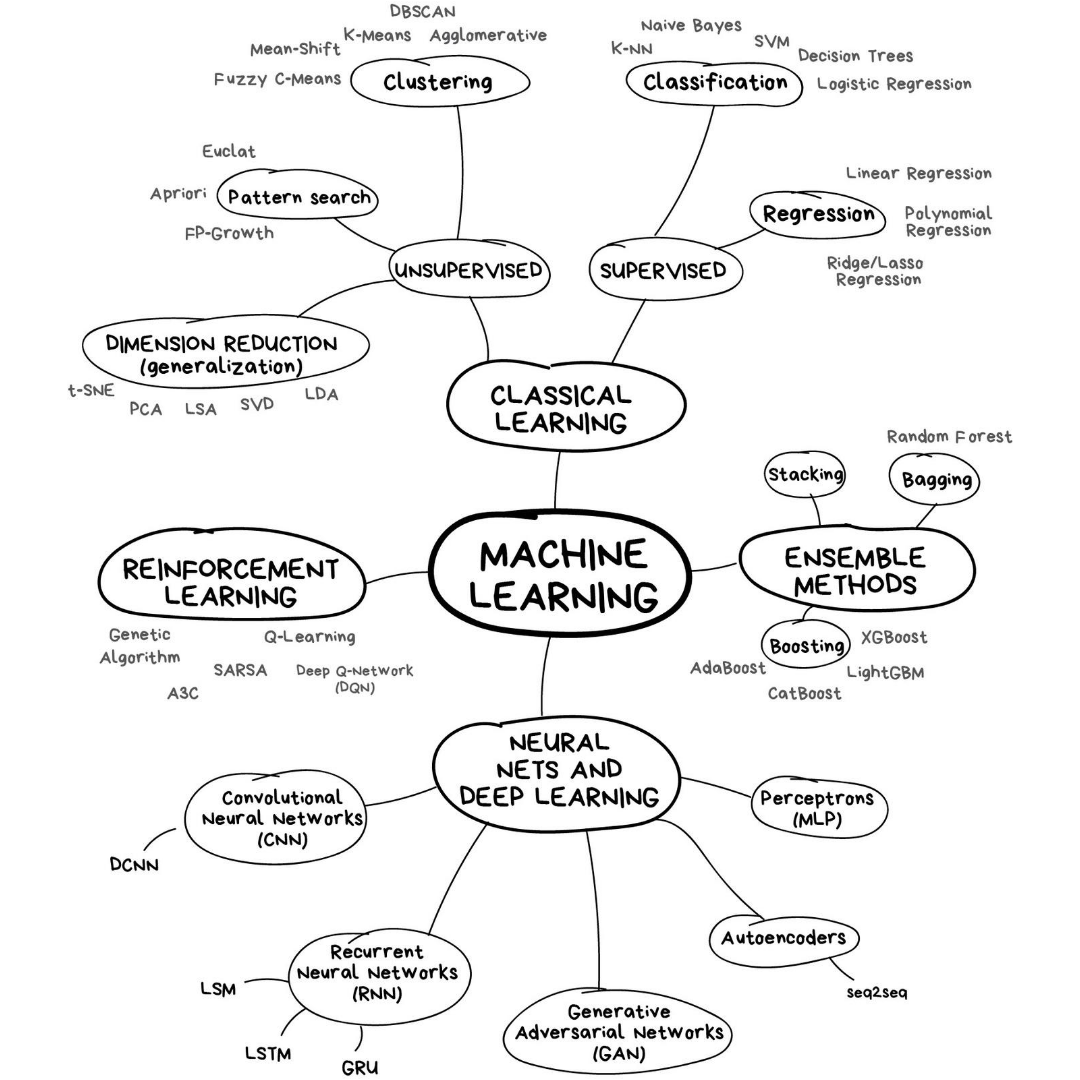 DBSCAN
K-Means
Agglomerative
Mean-Shift
Fuzzy C-Means
Clustering
Naive Bayes
K-NN
SVM
Decision Trees
Classification
Logistic Regression
Euclat
Apriori
Pattern search
FP-Growth
Linear Regression
Regression
Polynomial
Regression
Ridge/Lasso
Regression
UNSUPERVISED
SUPERVISED
DIMENSION REDUCTION
(generalization)
t-SNE
PCA
LSA
SVD
LDA
CLASSICAL
LEARNING
Random Forest
Stacking
Bagging
MACHINE
LEARNING
REINFORCEMENT
LEARNING
Genetic
Algorithm
Q-Learning
SARSA
A3C
Deep Q-Network
(DQN)
ENSEMBLE
METHODS
Boosting
XGBoost
AdaBoost
LightGBM
CatBoost
NEURAL
NETS AND
DEEP LEARNING
Convolutional
Neural Networks
(CNN)
DCNN
Perceptrons
(MLP)
Autoencoders
seq2seq
Recurrent
Neural Networks
(RNN)
LSM
LSTM
GRU
Generative
Adversarial Networks
(GAN)